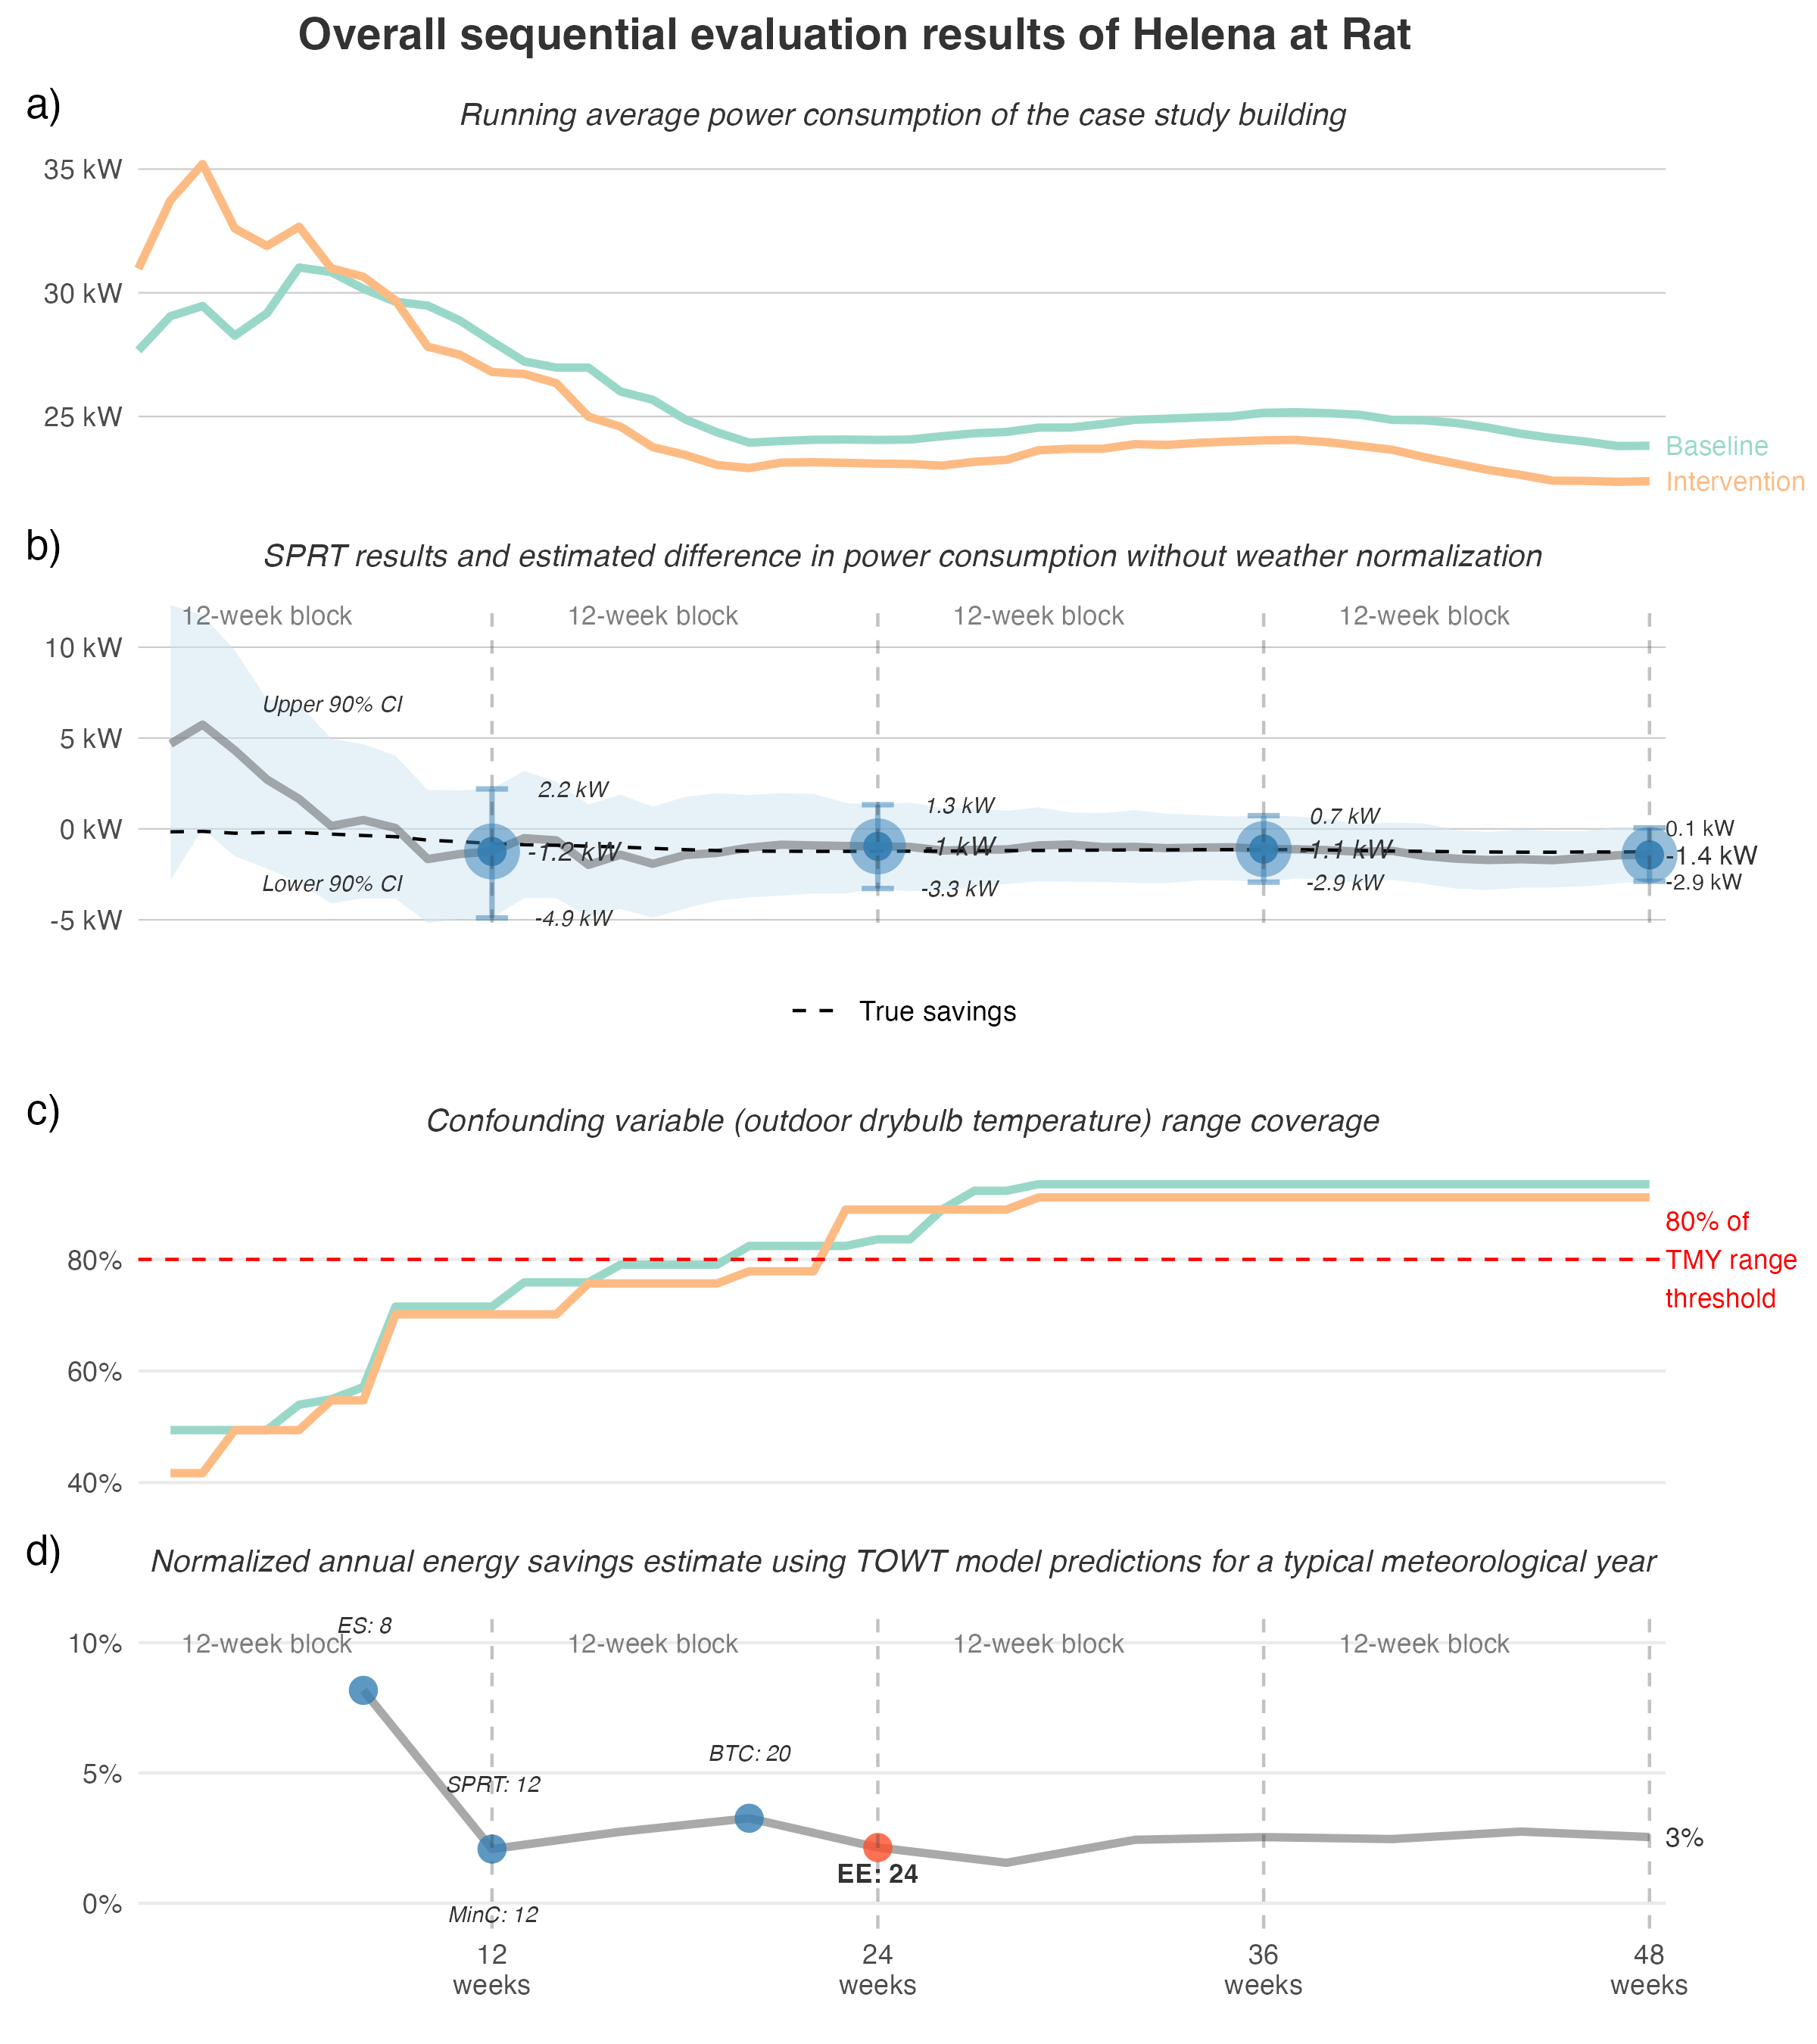 Overall sequential evaluation results of Helena at Rat
a)
Running average power consumption of the case study building
35 kW
30 kW
25 kW
Baseline
Intervention
b)
SPRT results and estimated difference in power consumption without weather normalization
12-week block 12-week block 12-week block 12-week block
10 kW
5 kW
0 kW
-5 kW
Upper 90% CI
Lower 90% CI
2.2 kW
-1.2 kW
-4.9 kW
1.3 kW
-1 kW
-3.3 kW
0.7 kW
-1.1 kW
-2.9 kW
0.1 kW
-1.4 kW
-2.9 kW
True savings
c)
Confounding variable (outdoor drybulb temperature) range coverage
80%
60%
40%
80% of
TMY range
threshold
d)
Normalized annual energy savings estimate using TOWT model predictions for a typical meteorological year
ES: 8
12-week block 12-week block 12-week block 12-week block
10%
5%
0%
BTC: 20
SPRT: 12
3%
EE: 24
MinC: 12
12 24 36 48
weeks weeks weeks weeks